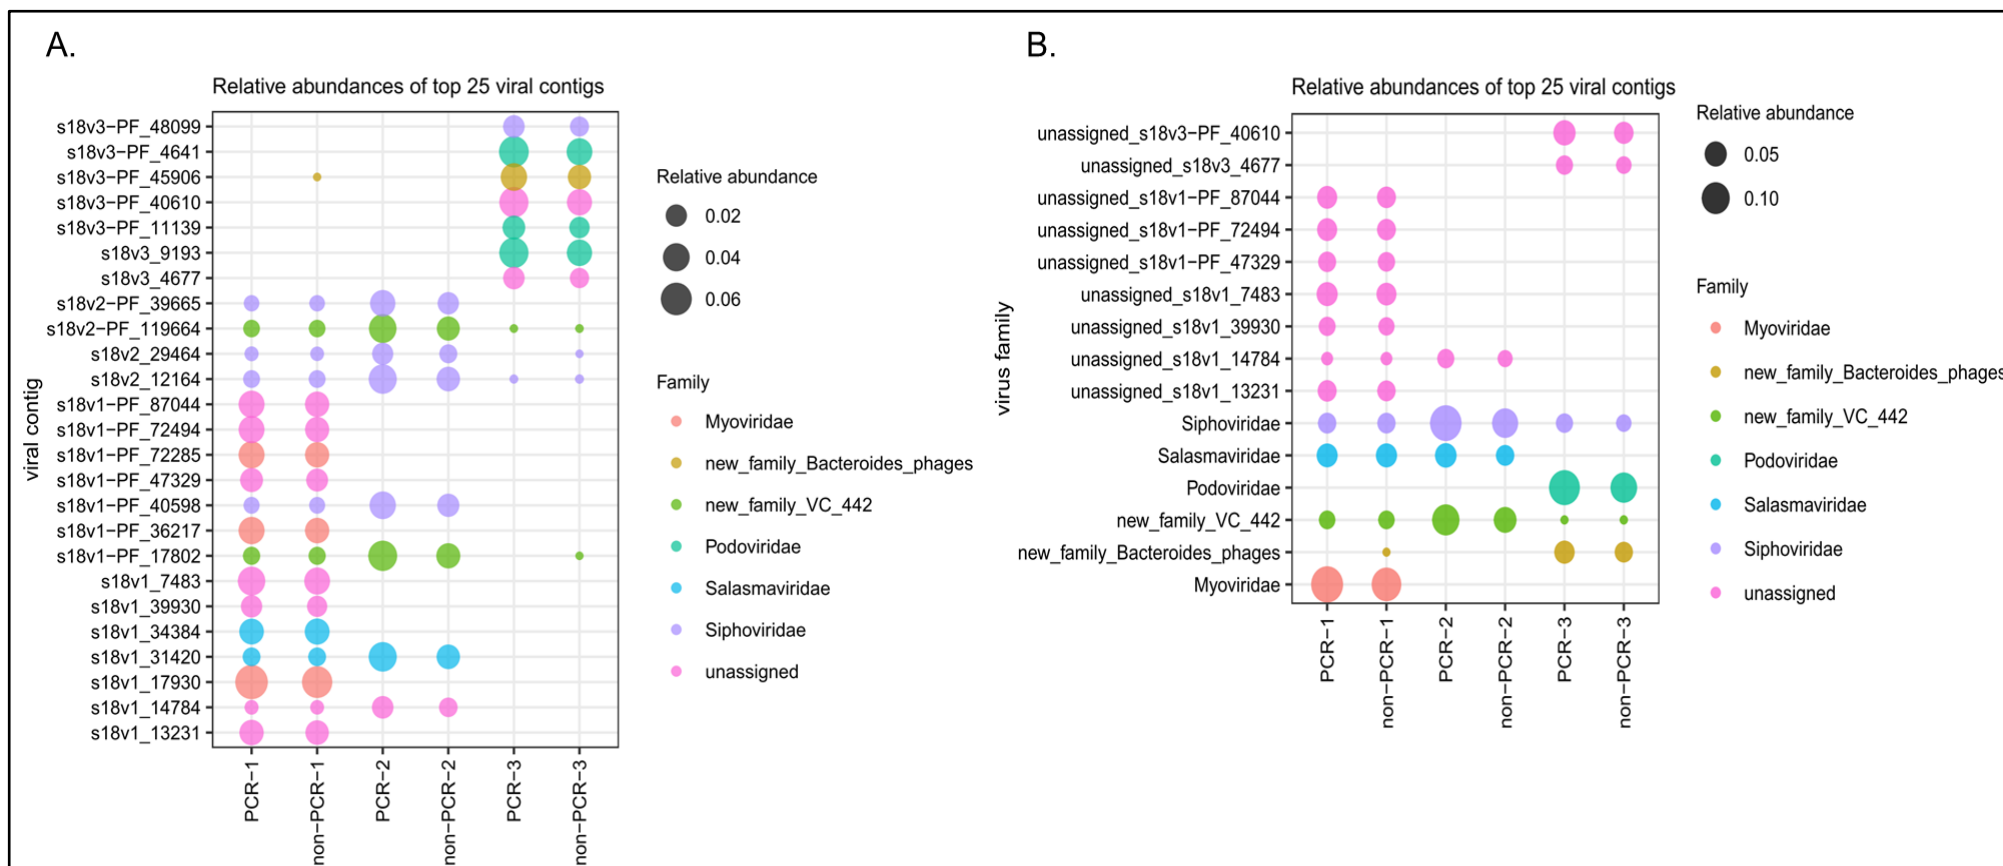 A.
Relative abundances of top 25 viral contigs
viral contig
s18v3−PF_48099
s18v3−PF_4641
s18v3−PF_45906
s18v3−PF_40610
s18v3−PF_11139
s18v3_9193
s18v3_4677
s18v2−PF_39665
s18v2−PF_119664
s18v2_29464
s18v2_12164
s18v1−PF_87044
s18v1−PF_72494
s18v1−PF_72285
s18v1−PF_47329
s18v1−PF_40598
s18v1−PF_36217
s18v1−PF_17802
s18v1_7483
s18v1_39930
s18v1_34384
s18v1_31420
s18v1_17930
s18v1_14784
s18v1_13231
PCR−1
non−PCR−1
PCR−2
non−PCR−2
PCR−3
non−PCR−3
Relative abundance
0.02
0.04
0.06
Family
Myoviridae
new_family_Bacteroides_phages
new_family_VC_442
Podoviridae
Salasmaviridae
Siphoviridae
unassigned
B.
Relative abundances of top 25 viral contigs
virus family
unassigned_s18v3−PF_40610
unassigned_s18v3_4677
unassigned_s18v1−PF_87044
unassigned_s18v1−PF_72494
unassigned_s18v1−PF_47329
unassigned_s18v1_7483
unassigned_s18v1_39930
unassigned_s18v1_14784
unassigned_s18v1_13231
Siphoviridae
Salasmaviridae
Podoviridae
new_family_VC_442
new_family_Bacteroides_phages
Myoviridae
PCR−1
non−PCR−1
PCR−2
non−PCR−2
PCR−3
non−PCR−3
Relative abundance
0.05
0.10
Family
Myoviridae
new_family_Bacteroides_phages
new_family_VC_442
Podoviridae
Salasmaviridae
Siphoviridae
unassigned